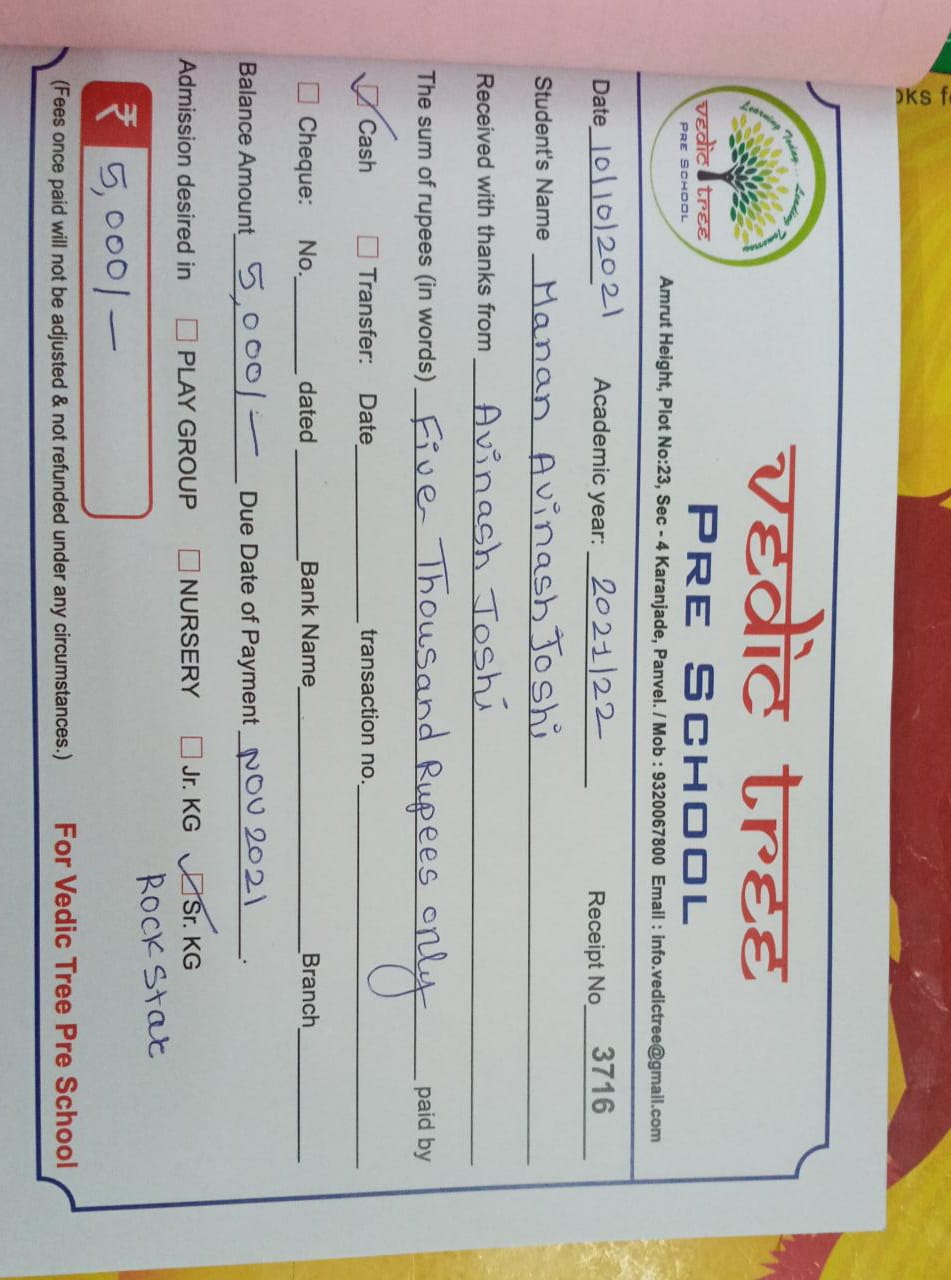 oks f
Learning Today... Leading Tomorrow
vedic tree
PRE SCHOOL
vedic tree
PRE SCHOOL
Amrut Height, Plot No:23, Sec - 4 Karanjade, Panvel. / Mob : 9320067800 Email : info.vedictree@gmail.com
Date 10/10/2021 Academic year: 2021/22 Receipt No 3716
Student's Name Manan Avinash Joshi
Received with thanks from Avinash Joshi
The sum of rupees (in words) Five Thousand Rupees only paid by
Cash Transfer: Date transaction no.
Cheque: No. dated Bank Name Branch
Balance Amount 5,000/- Due Date of Payment NOV 2021.
Admission desired in PLAY GROUP NURSERY Jr. KG Sr. KG
Rockstar
₹ 5,000/-
(Fees once paid will not be adjusted & not refunded under any circumstances.) For Vedic Tree Pre School